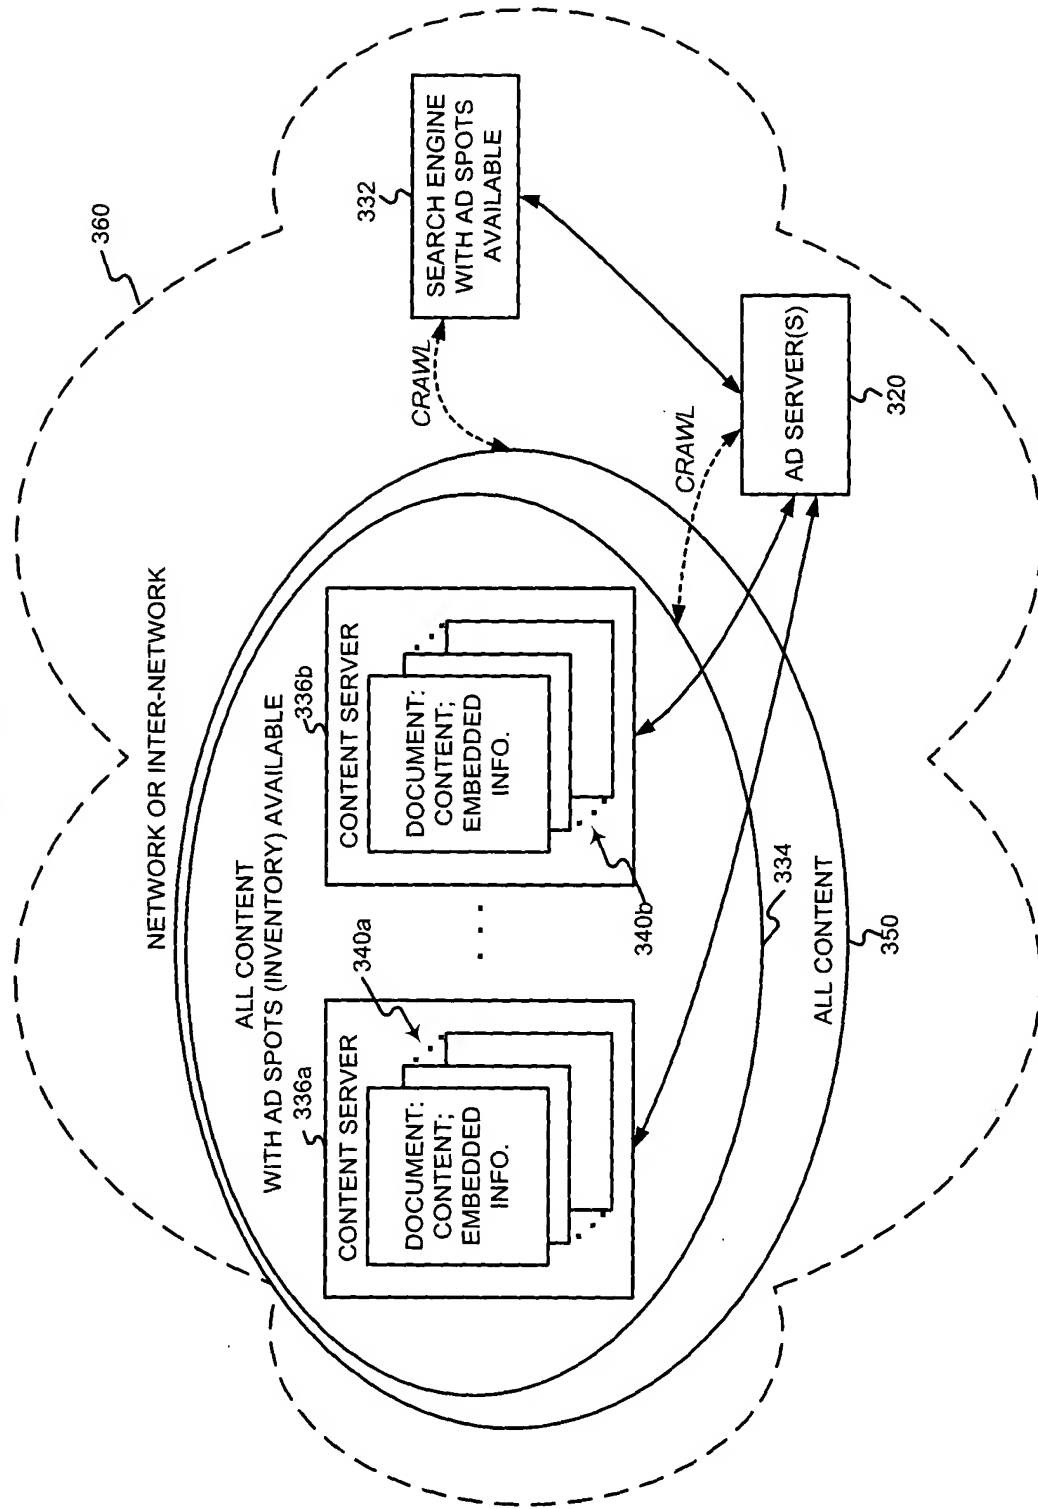 360
NETWORK OR INTER-NETWORK
ALL CONTENT
WITH AD SPOTS (INVENTORY) AVAILABLE
336a
CONTENT SERVER
DOCUMENT:
CONTENT;
EMBEDDED
INFO.
340a
. . . .
336b
CONTENT SERVER
DOCUMENT:
CONTENT;
EMBEDDED
INFO.
340b
334
ALL CONTENT
350
CRAWL
332
SEARCH ENGINE
WITH AD SPOTS
AVAILABLE
CRAWL
AD SERVER(S)
320